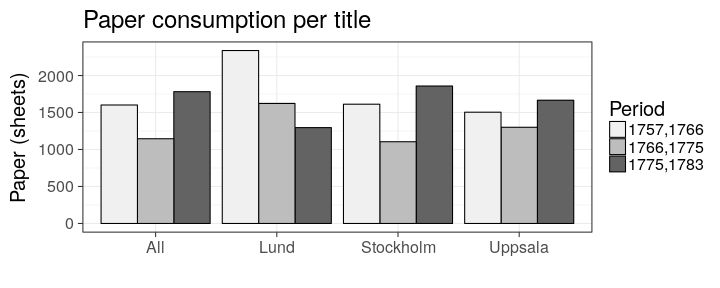 Paper consumption per title
Paper (sheets)
2000
1500
1000
500
0
All Lund Stockholm Uppsala
Period
1757,1766
1766,1775
1775,1783